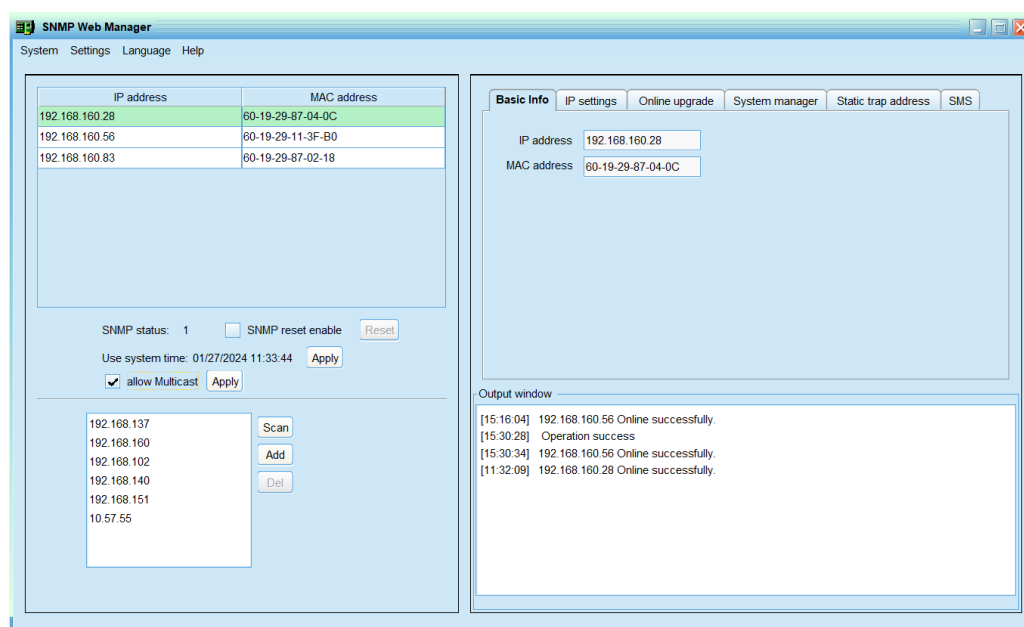 SNMP Web Manager
System Settings Language Help
IP address MAC address
192.168.160.28 60-19-29-87-04-0C
192.168.160.56 60-19-29-11-3F-B0
192.168.160.83 60-19-29-87-02-18
SNMP status: 1 SNMP reset enable Reset
Use system time: 01/27/2024 11:33:44 Apply
allow Multicast Apply
192.168.137
192.168.160
192.168.102
192.168.140
192.168.151
10.57.55
Scan
Add
Del
Basic Info IP settings Online upgrade System manager Static trap address SMS
IP address 192.168.160.28
MAC address 60-19-29-87-04-0C
Output window
[15:16:04] 192.168.160.56 Online successfully.
[15:30:28] Operation success
[15:30:34] 192.168.160.56 Online successfully.
[11:32:09] 192.168.160.28 Online successfully.